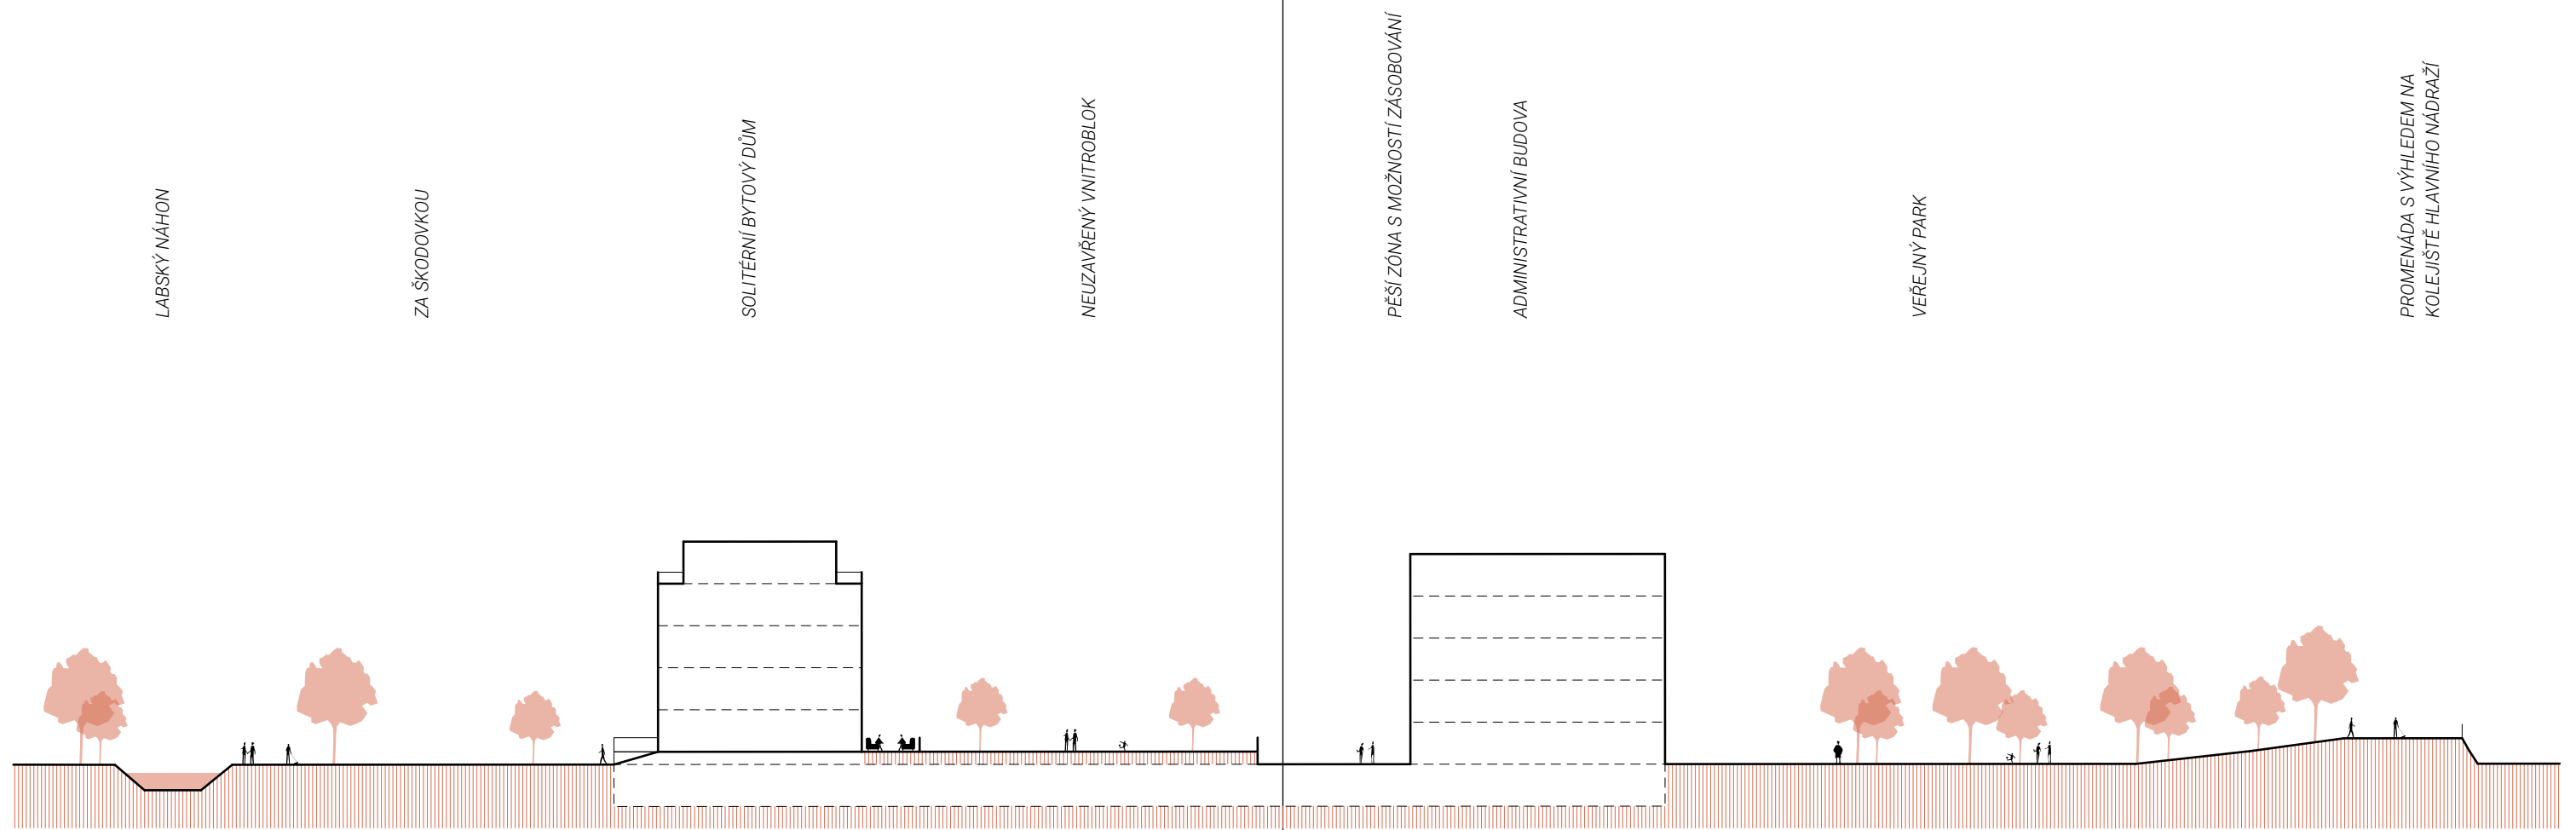 LABSKÝ NÁHON
ZA ŠKODOVKOU
SOLITÉRNÍ BYTOVÝ DŮM
NEUZAVŘENÝ VNITROBLOK
PĚŠÍ ZÓNA S MOŽNOSTÍ ZÁSOBOVÁNÍ
ADMINISTRATIVNÍ BUDOVA
VEŘEJNÝ PARK
PROMENÁDA S VÝHLEDEM NA
KOLEJIŠTĚ HLAVNÍHO NÁDRAŽÍ